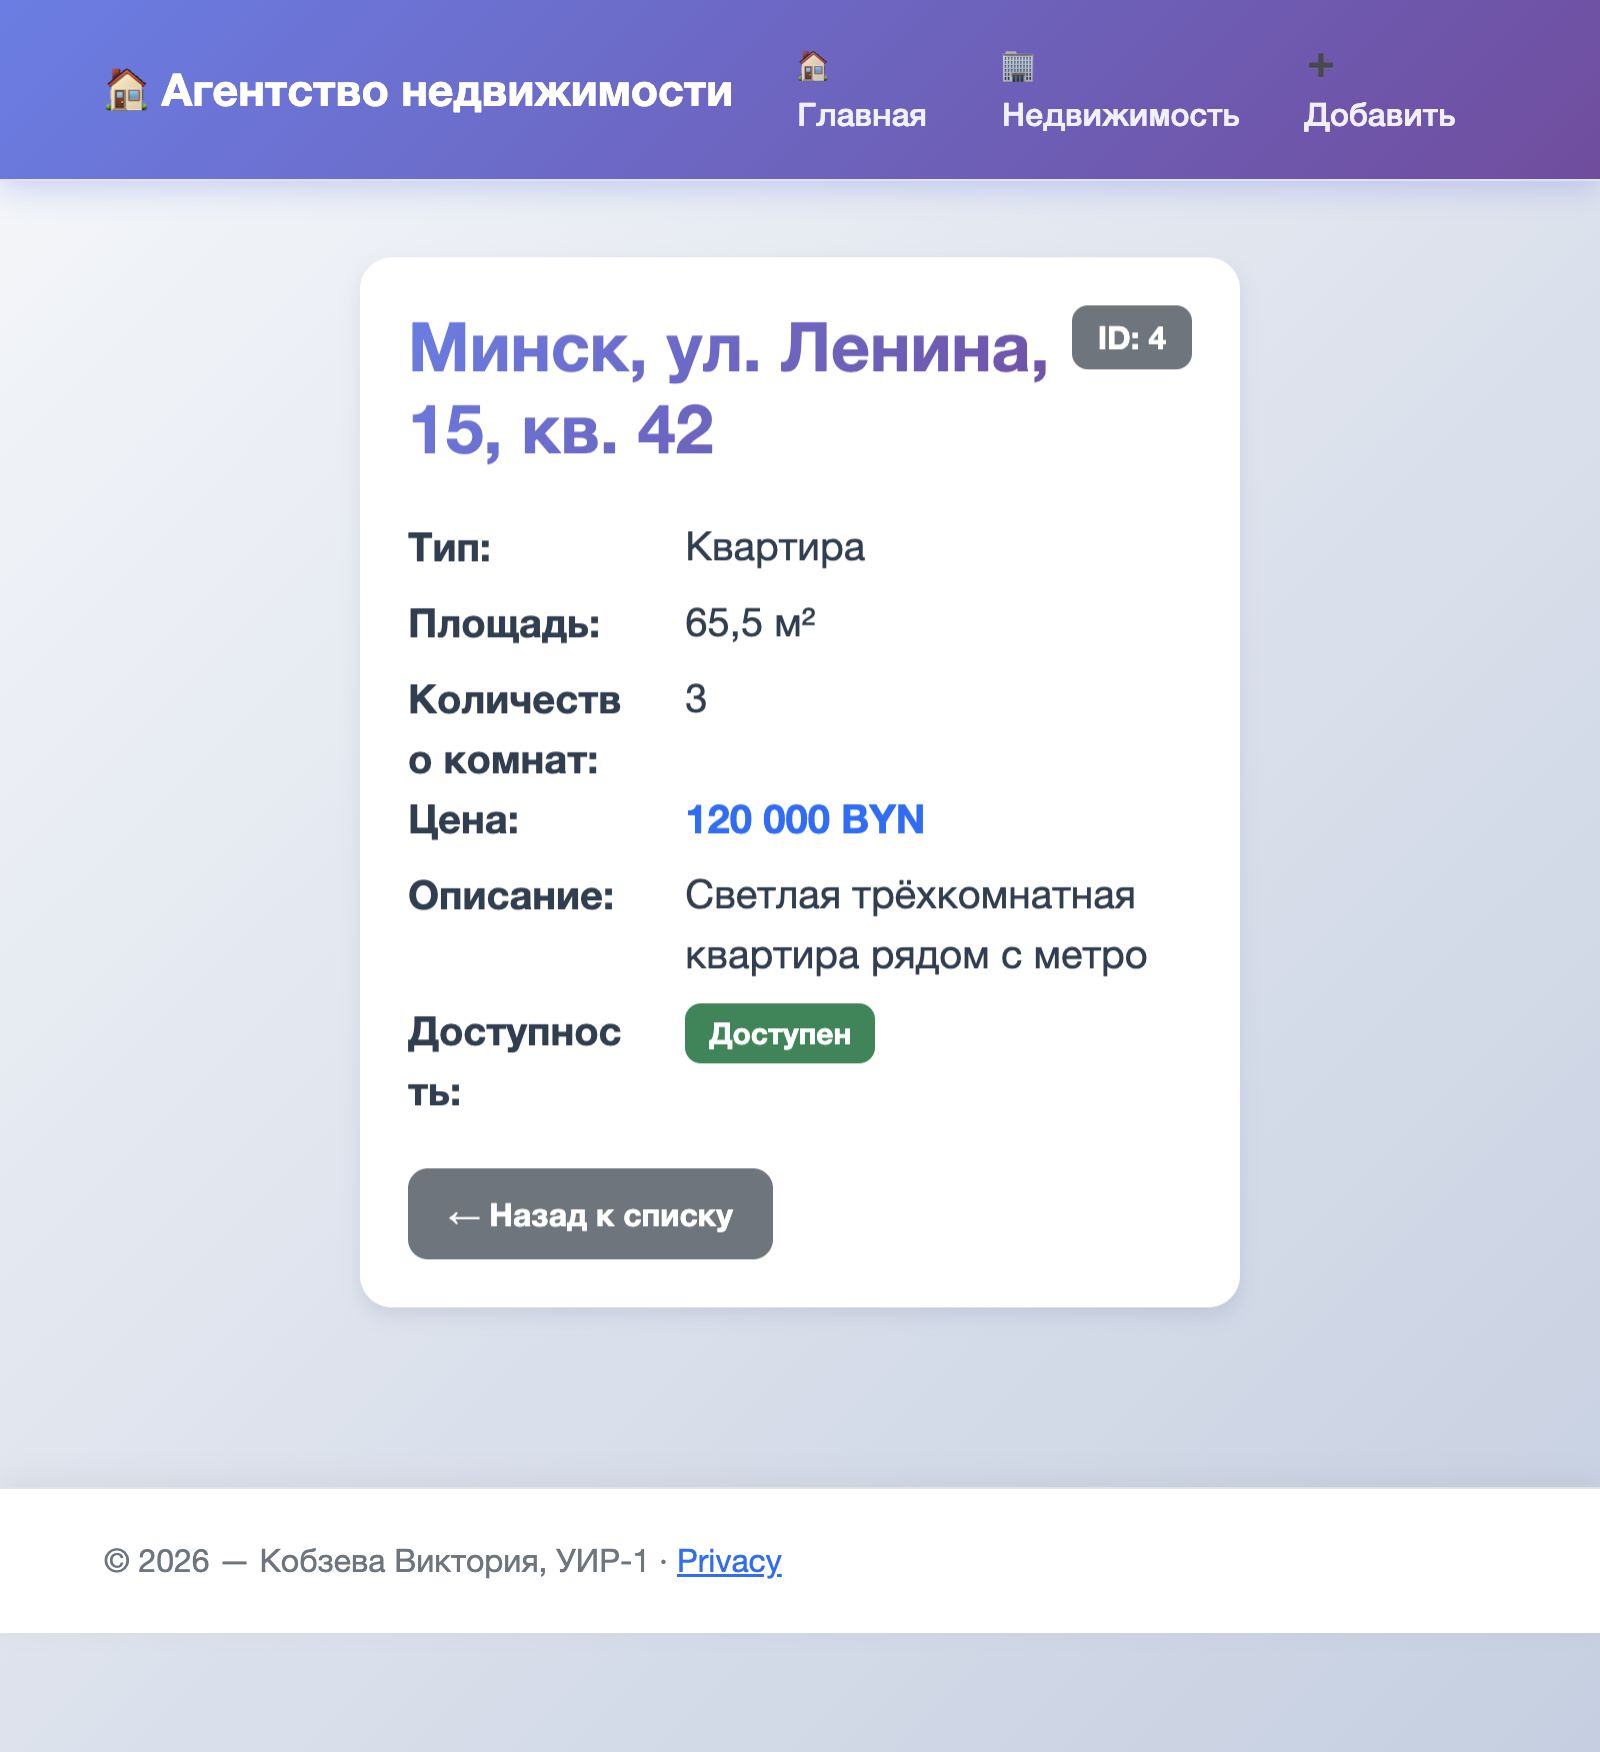 🏠 Агентство недвижимости
🏠 Главная
🏢 Недвижимость
➕ Добавить
Минск, ул. Ленина,
15, кв. 42
ID: 4
Тип: Квартира
Площадь: 65,5 м²
Количеств 3
о комнат:
Цена: 120 000 BYN
Описание: Светлая трёхкомнатная
квартира рядом с метро
Доступнос Доступен
ть:
← Назад к списку
© 2026 — Кобзева Виктория, УИР-1 · Privacy